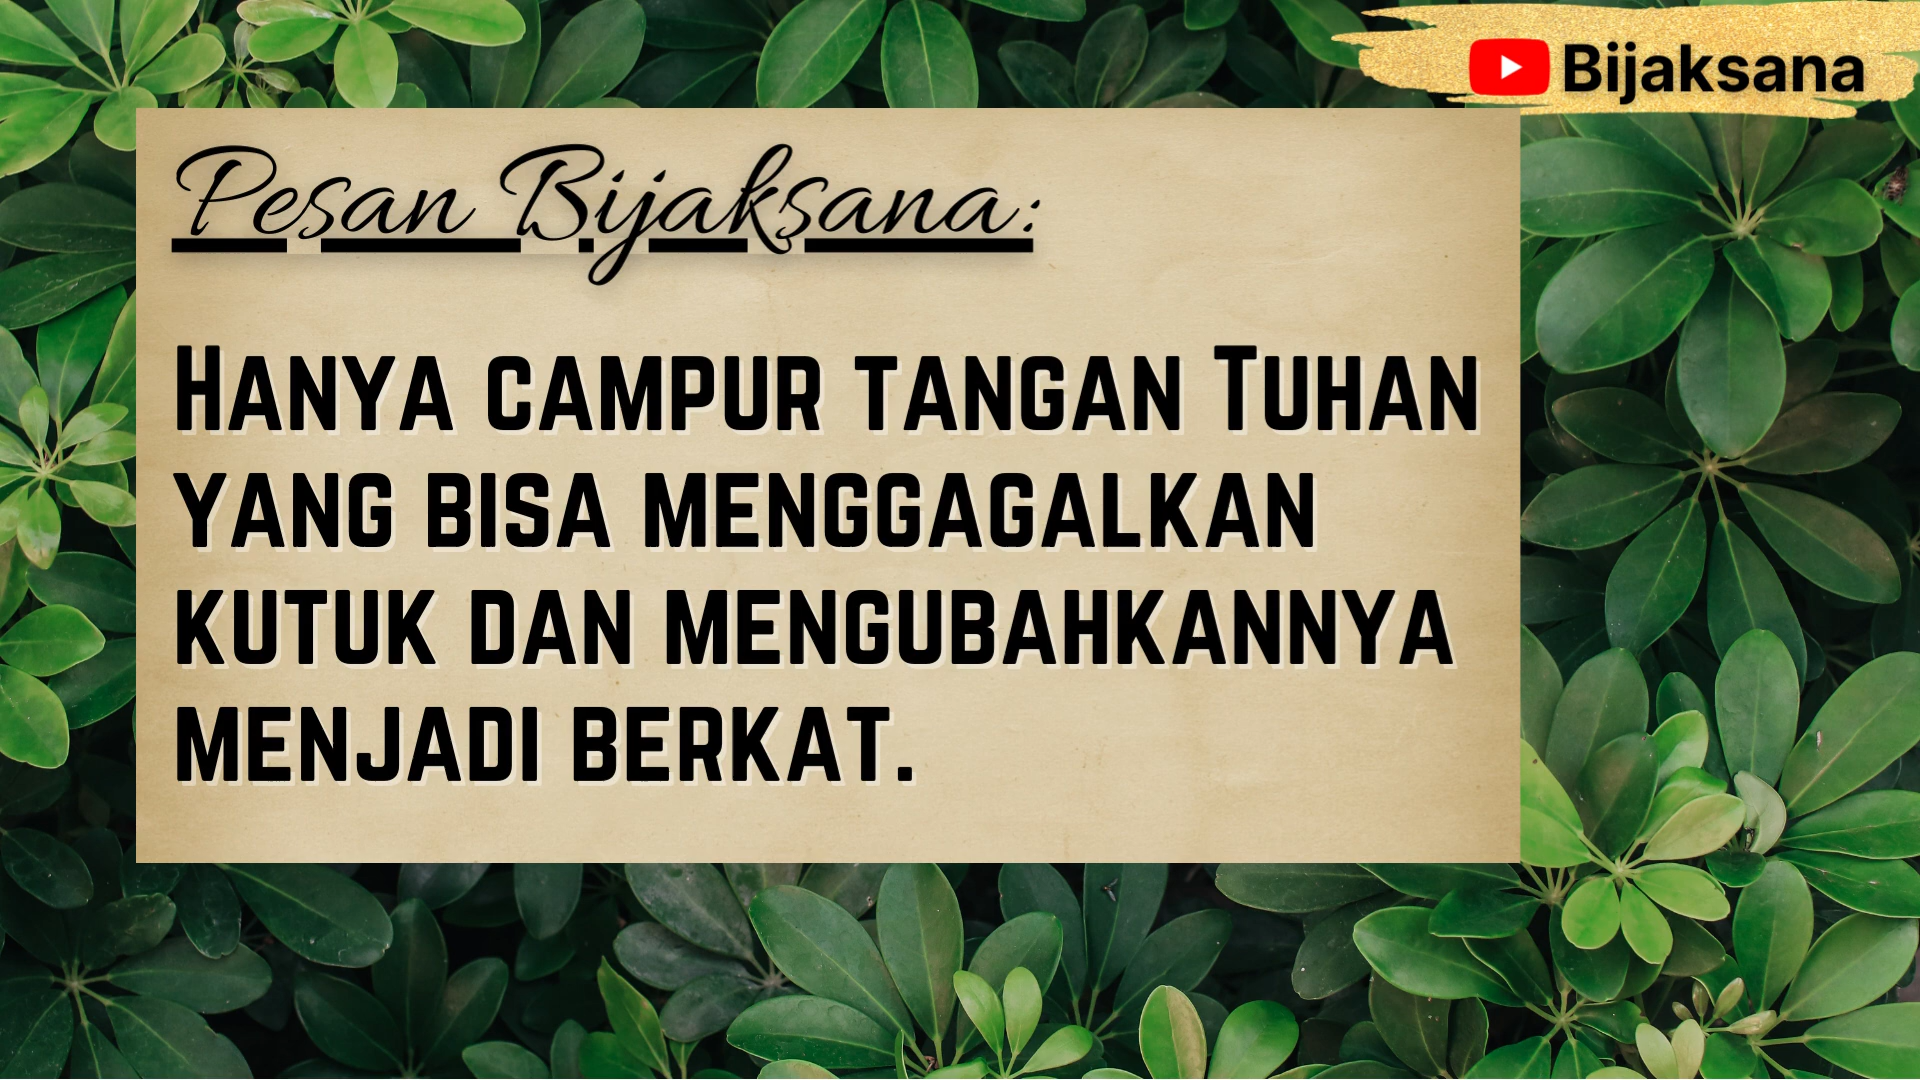 Bijaksana
Pesan Bijaksana:
Hanya campur tangan Tuhan
yang bisa menggagalkan
kutuk dan mengubahkannya
menjadi berkat.